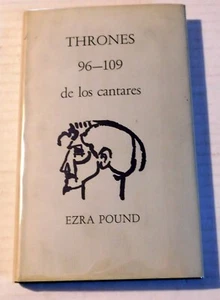 THRONES
96—109
de los cantares
EZRA POUND